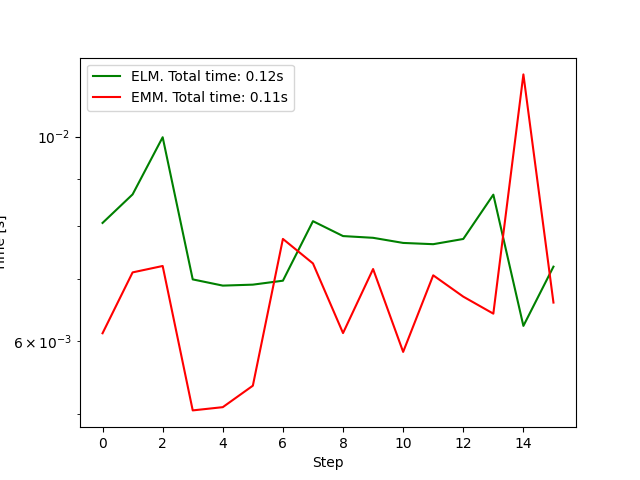 ELM. Total time: 0.12s
EMM. Total time: 0.11s
10⁻²
6 × 10⁻³
0 2 4 6 8 10 12 14
Step